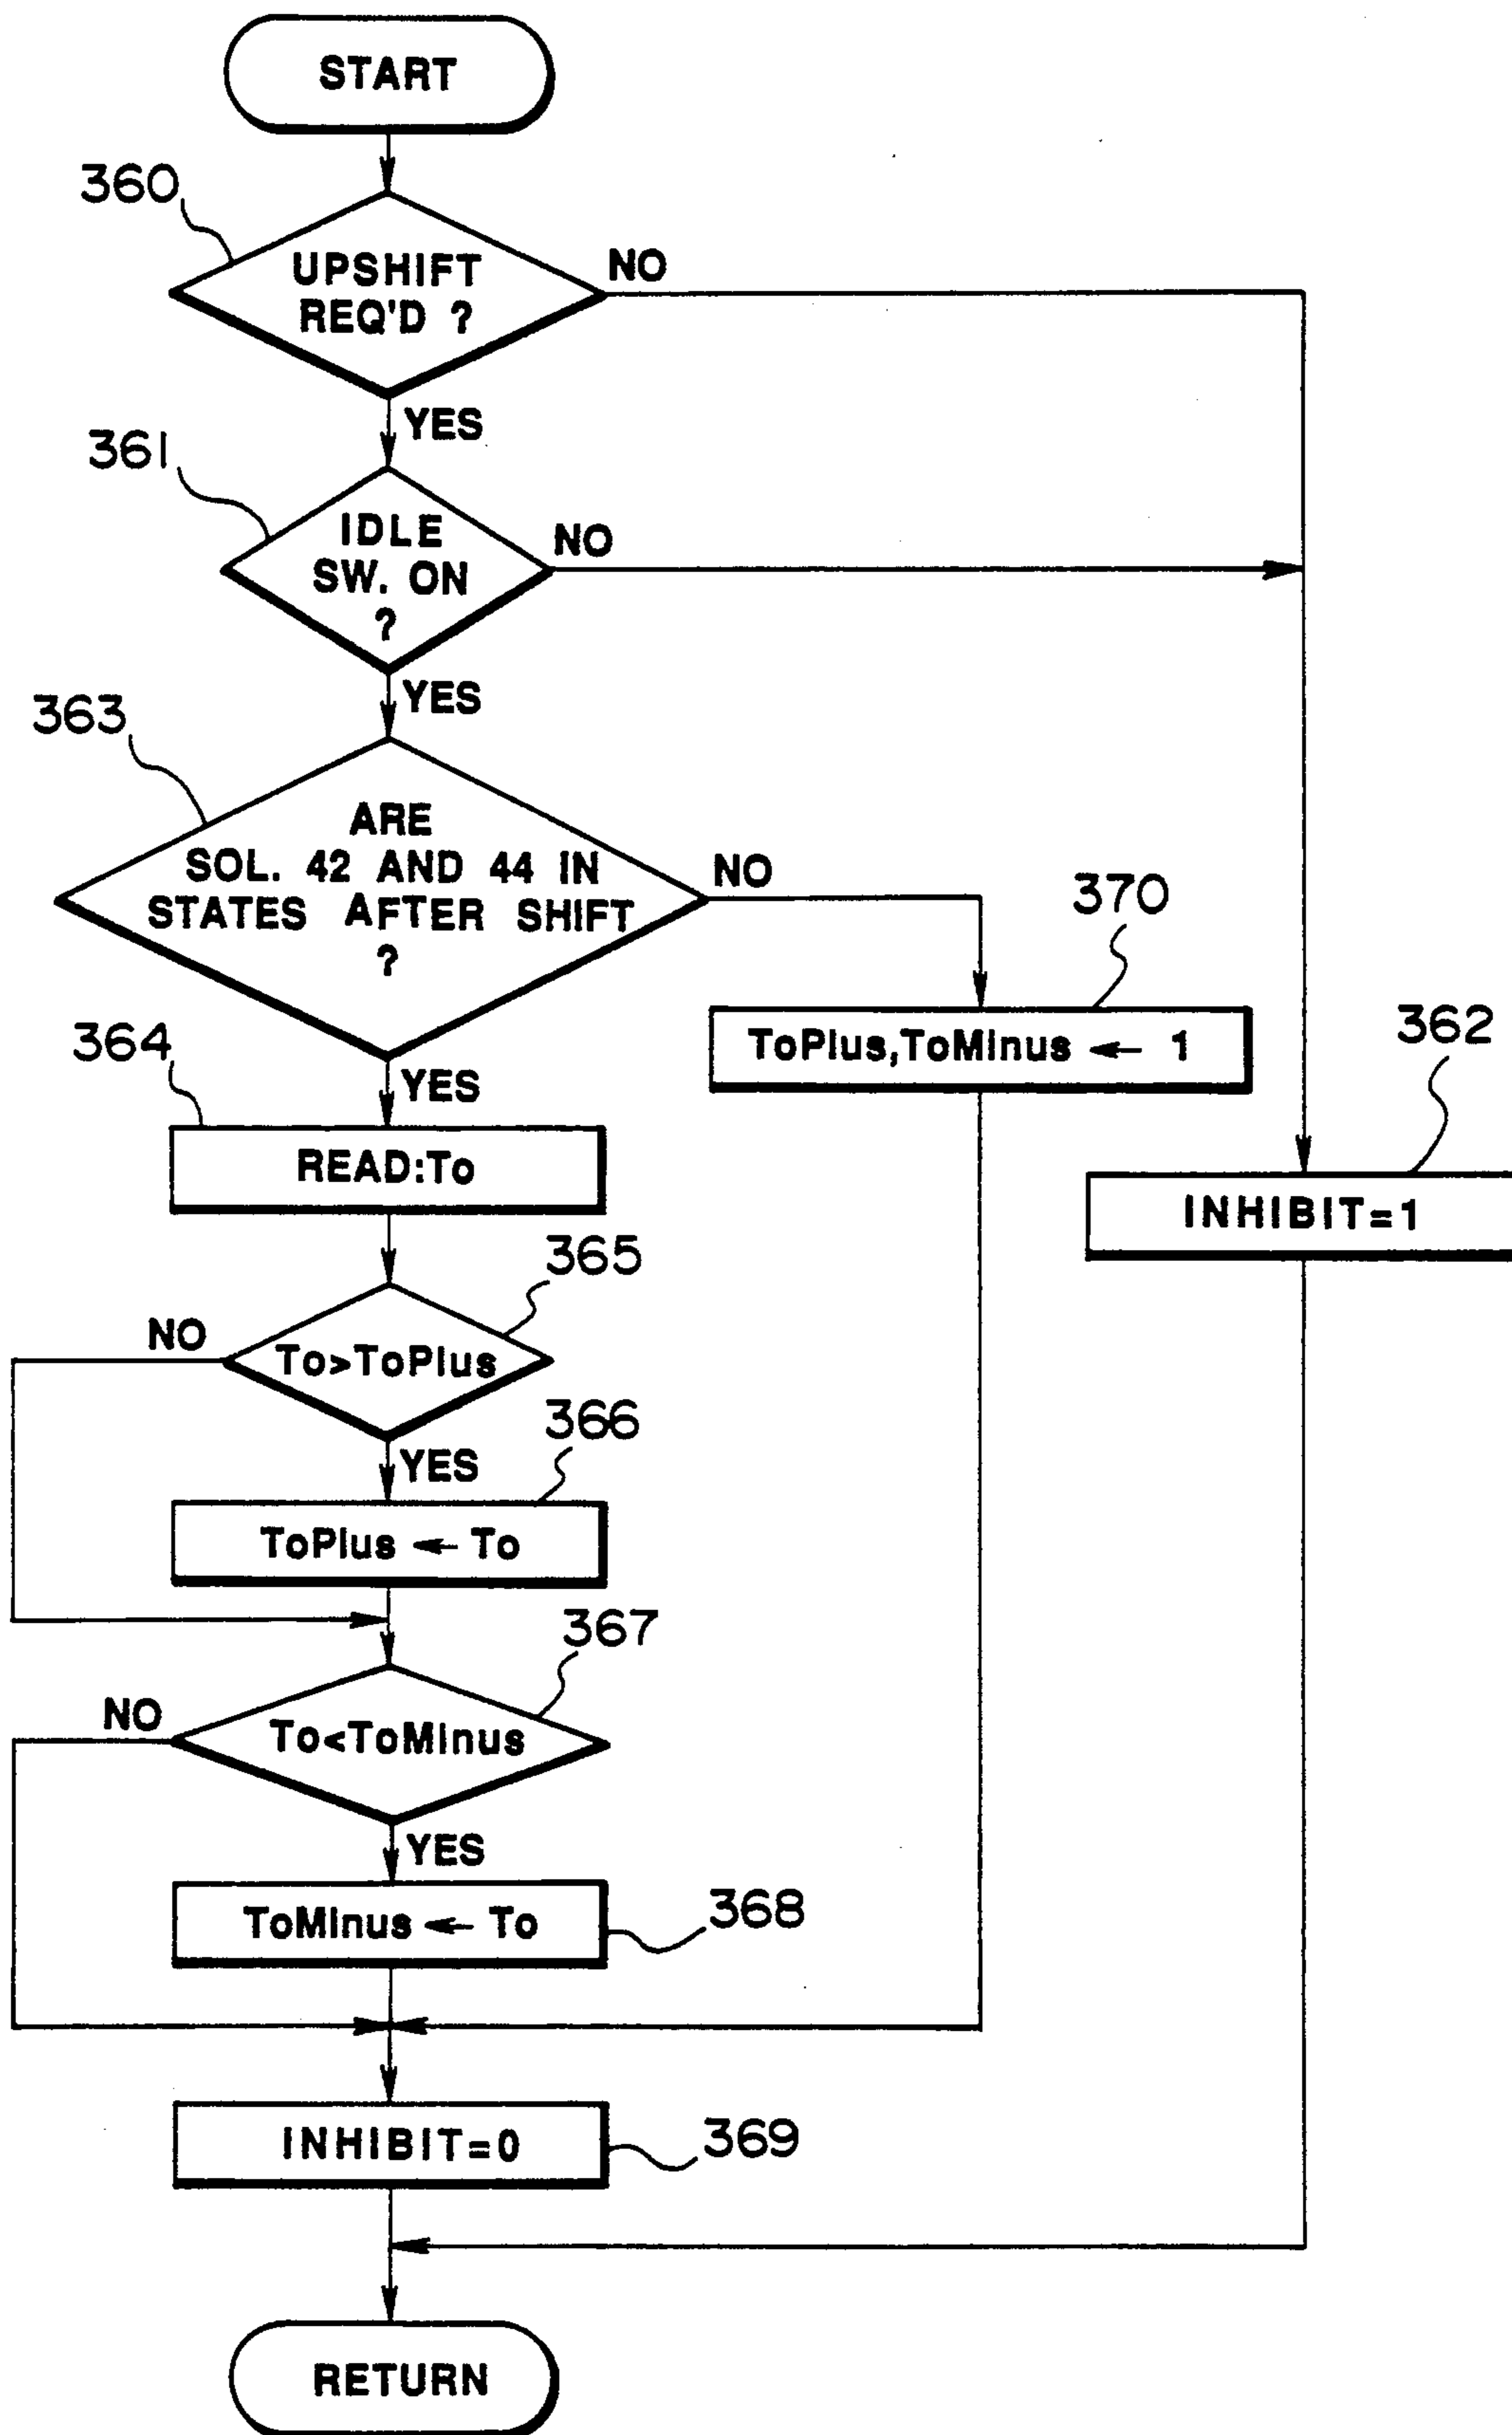 START
360
UPSHIFT
REQ'D ?
NO
YES
361
IDLE
SW. ON
?
NO
YES
363
ARE
SOL. 42 AND 44 IN
STATES AFTER SHIFT
?
NO
370
ToPlus,ToMinus ← 1
362
INHIBIT=1
YES
364
READ:To
365
NO
To>ToPlus
366
YES
ToPlus ← To
367
NO
To<ToMinus
YES
ToMinus ← To
368
INHIBIT=0
369
RETURN